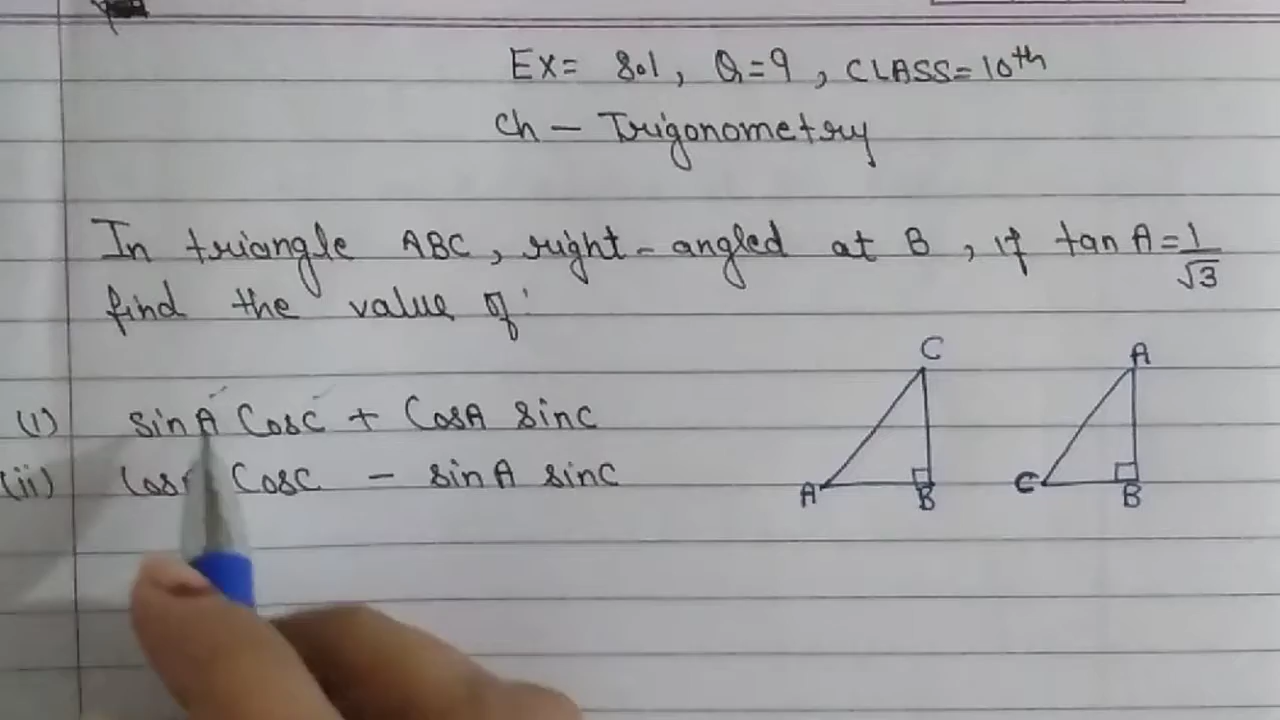 Ex= 8.1, Q=9, CLASS=10th
Ch - Trigonometry
In triangle ABC, right-angled at B, if tan A = 1/√3
find the value of:
(i) sin A Cos C + Cos A sin C
(ii) Cos C - sin A sin C
C A
A B C B